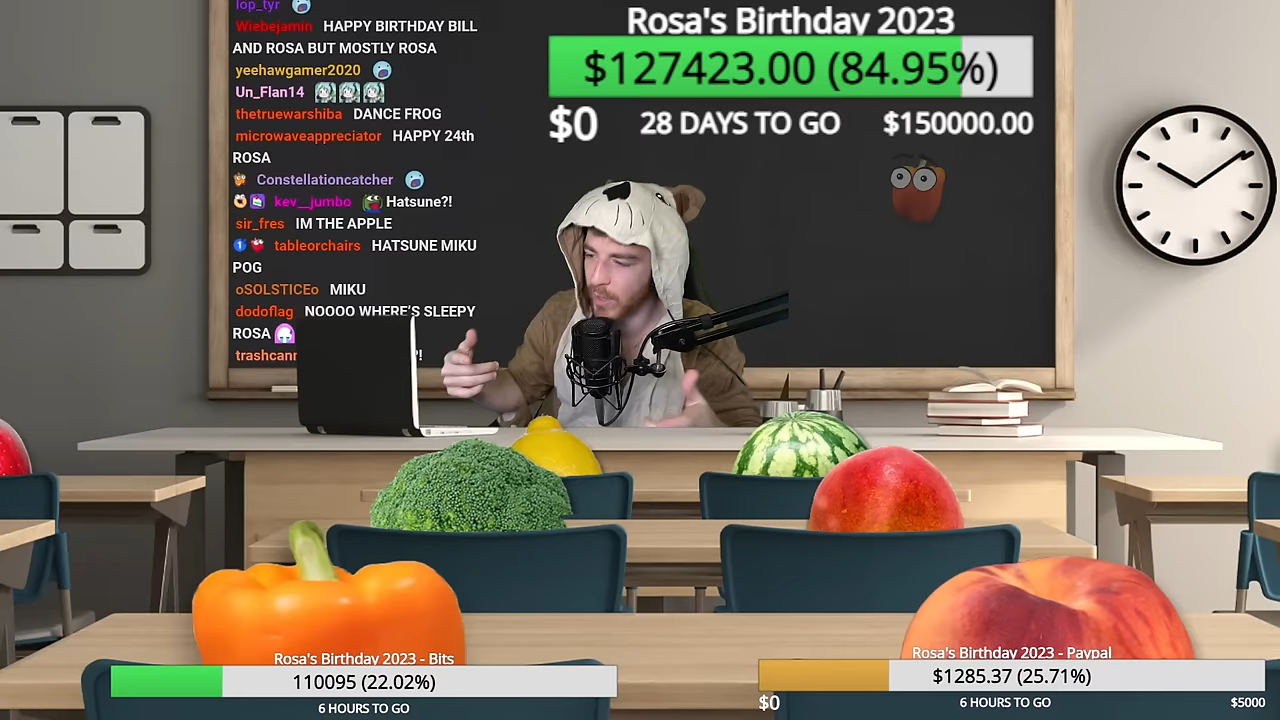 lop_tyr
Wiebejamin HAPPY BIRTHDAY BILL
AND ROSA BUT MOSTLY ROSA
yeehawgamer2020
Un_Flan14
thetruewarshiba DANCE FROG
microwaveappreciator HAPPY 24th
ROSA
Constellationcatcher
kev__jumbo Hatsune?!
sir_fres IM THE APPLE
1 tableorchairs HATSUNE MIKU
POG
oSOLSTICEo MIKU
dodoflag NOOOO WHERE'S SLEEPY
ROSA
trashcann ?!
Rosa's Birthday 2023
$127423.00 (84.95%)
$0 28 DAYS TO GO $150000.00
Rosa's Birthday 2023 - Bits
110095 (22.02%)
6 HOURS TO GO
Rosa's Birthday 2023 - Paypal
$1285.37 (25.71%)
$0 6 HOURS TO GO $5000